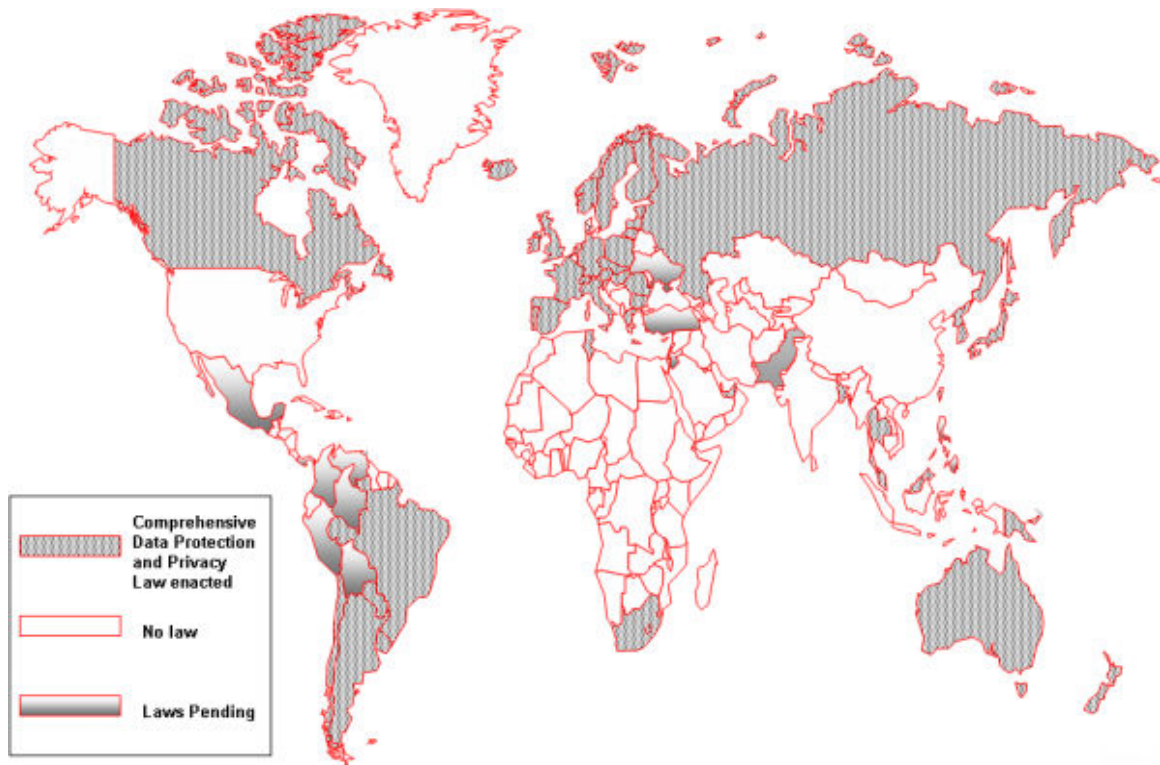 Comprehensive
Data Protection
and Privacy
Law enacted
No law
Laws Pending